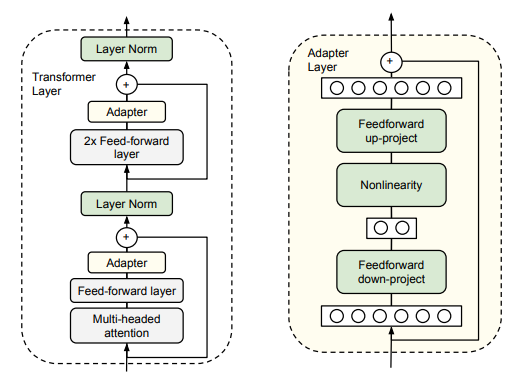 Layer Norm
Transformer
Layer
+
Adapter
2x Feed-forward
layer
Layer Norm
+
Adapter
Feed-forward layer
Multi-headed
attention
Adapter
Layer
+
Feedforward
up-project
Nonlinearity
Feedforward
down-project